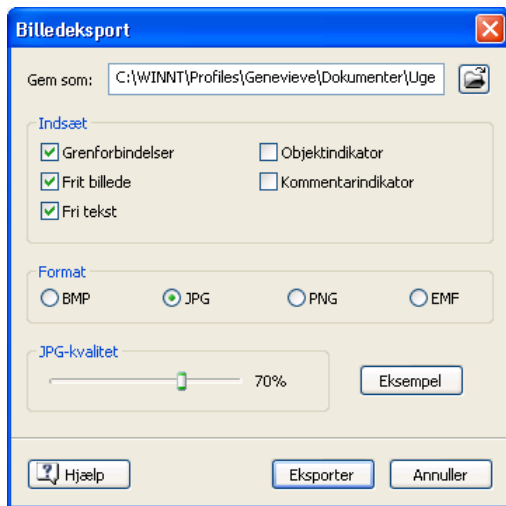 Billedeksport
Gem som: C:\WINNT\Profiles\Genevieve\Dokumenter\Uge
Indsæt
Grenforbindelser Objektindikator
Frit billede Kommentarindikator
Fri tekst
Format
BMP JPG PNG EMF
JPG-kvalitet
70% Eksempel
Hjælp Eksporter Annuller